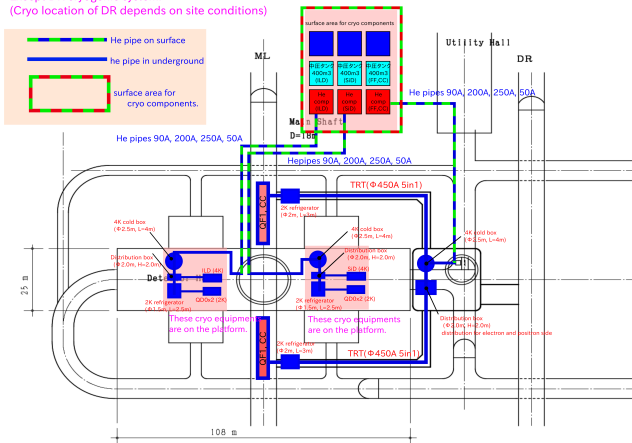 (Cryo location of DR depends on site conditions)
He pipe on surface
he pipe in underground
surface area for
cryo components.
surface area for cryo components
ML
Utility Hall
DR
中圧タンク
400m3
(ILD)
中圧タンク
400m3
(SiD)
中圧タンク
400m3
(FF,CC)
He
comp
(ILD)
He
comp
(SiD)
He
comp
(FF,CC)
He pipes 90A, 200A, 250A, 50A
Main Shaft
D=18m
He pipes 90A, 200A, 250A, 50A
Hepipes 90A, 200A, 250A, 50A
TRT(Φ450A 5in1)
QF1, CC
2K refrigerator
(Φ2m, L=3m)
4K cold box
(Φ2.5m, L=4m)
4K cold box
(Φ2.5m, L=4m)
4K cold box
(Φ2.5m, L=4m)
Distribution box
(Φ2.0m, H=2.0m)
Distribution box
(Φ2.0m, H=2.0m)
ILD (4K)
SiD (4K)
QD0x2 (2K)
QD0x2 (2K)
2K refrigerator
(Φ1.5m, L=2.5m)
2K refrigerator
(Φ1.5m, L=2.5m)
25 m
Distribution box
(Φ2.0m, H=2.0m)
distribution for electron and positron side
These cryo equipments
are on the platform.
These cryo equipments
are on the platform.
QF1, CC
2K refrigerator
(Φ2m, L=3m)
TRT(Φ450A 5in1)
108 m